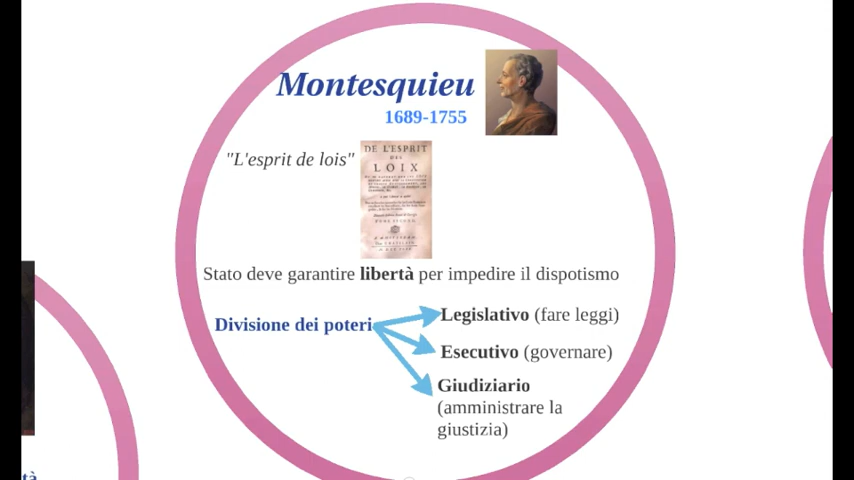 Montesquieu
1689-1755
"L'esprit de lois"
DE L'ESPRIT
DES
LOIX
Stato deve garantire libertà per impedire il dispotismo
Divisione dei poteri
Legislativo (fare leggi)
Esecutivo (governare)
Giudiziario
(amministrare la
giustizia)
tà